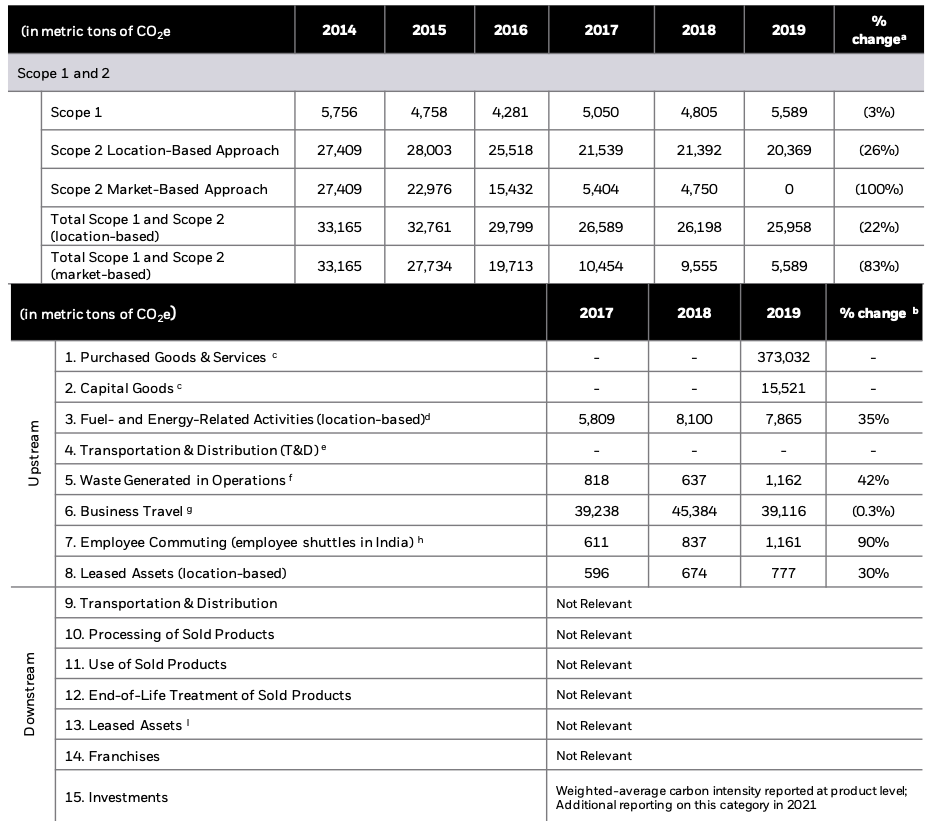 (in metric tons of CO₂e 2014 2015 2016 2017 2018 2019 % changeᵃ
Scope 1 and 2
Scope 1 5,756 4,758 4,281 5,050 4,805 5,589 (3%)
Scope 2 Location-Based Approach 27,409 28,003 25,518 21,539 21,392 20,369 (26%)
Scope 2 Market-Based Approach 27,409 22,976 15,432 5,404 4,750 0 (100%)
Total Scope 1 and Scope 2
(location-based) 33,165 32,761 29,799 26,589 26,198 25,958 (22%)
Total Scope 1 and Scope 2
(market-based) 33,165 27,734 19,713 10,454 9,555 5,589 (83%)
(in metric tons of CO₂e) 2017 2018 2019 % change ᵇ
Upstream
1. Purchased Goods & Services ᶜ - - 373,032 -
2. Capital Goods ᶜ - - 15,521 -
3. Fuel- and Energy-Related Activities (location-based)ᵈ 5,809 8,100 7,865 35%
4. Transportation & Distribution (T&D) ᵉ - - - -
5. Waste Generated in Operations ᶠ 818 637 1,162 42%
6. Business Travel ᵍ 39,238 45,384 39,116 (0.3%)
7. Employee Commuting (employee shuttles in India) ʰ 611 837 1,161 90%
8. Leased Assets (location-based) 596 674 777 30%
Downstream
9. Transportation & Distribution Not Relevant
10. Processing of Sold Products Not Relevant
11. Use of Sold Products Not Relevant
12. End-of-Life Treatment of Sold Products Not Relevant
13. Leased Assets ˡ Not Relevant
14. Franchises Not Relevant
15. Investments Weighted-average carbon intensity reported at product level;
Additional reporting on this category in 2021